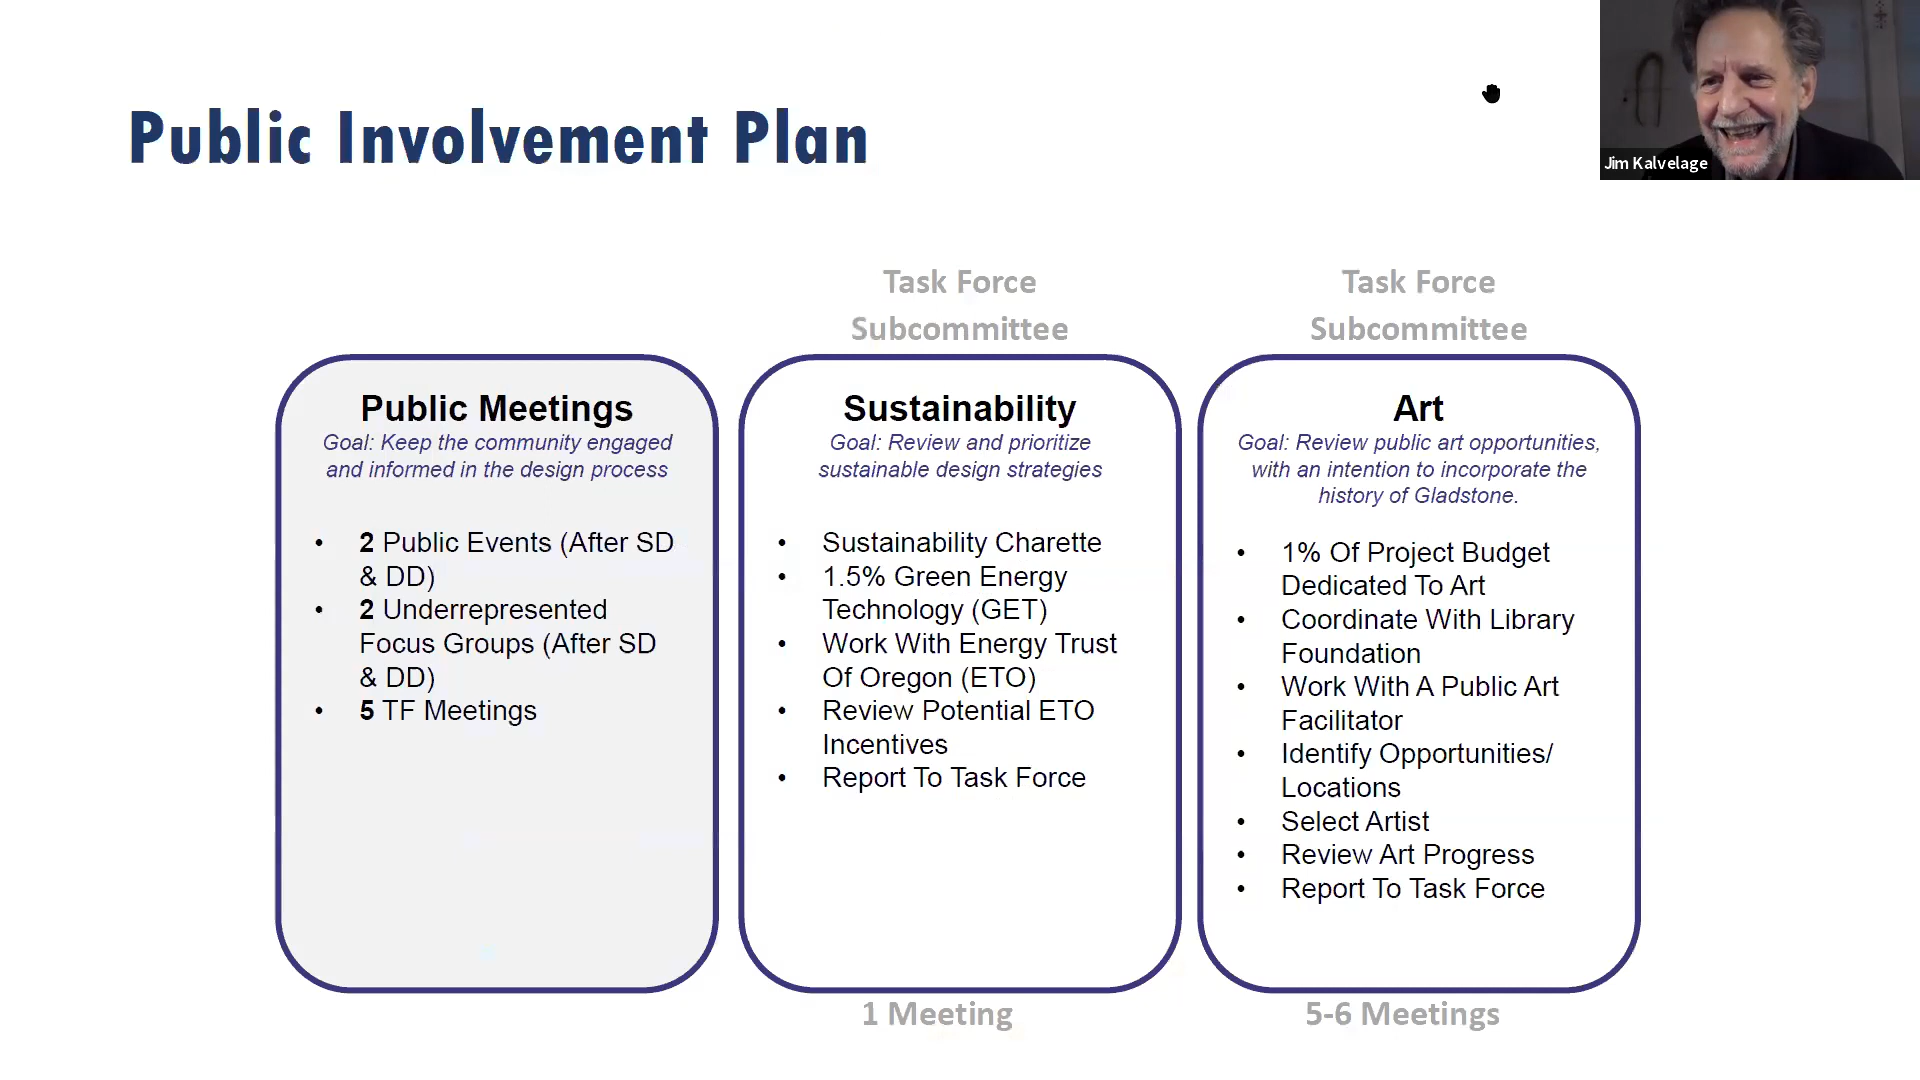 Public Involvement Plan
Jim Kalvelage
Task Force
Subcommittee
Task Force
Subcommittee
Public Meetings
Goal: Keep the community engaged
and informed in the design process
• 2 Public Events (After SD
& DD)
• 2 Underrepresented
Focus Groups (After SD
& DD)
• 5 TF Meetings
Sustainability
Goal: Review and prioritize
sustainable design strategies
• Sustainability Charette
• 1.5% Green Energy
Technology (GET)
• Work With Energy Trust
Of Oregon (ETO)
• Review Potential ETO
Incentives
• Report To Task Force
Art
Goal: Review public art opportunities,
with an intention to incorporate the
history of Gladstone.
• 1% Of Project Budget
Dedicated To Art
• Coordinate With Library
Foundation
• Work With A Public Art
Facilitator
• Identify Opportunities/
Locations
• Select Artist
• Review Art Progress
• Report To Task Force
1 Meeting
5-6 Meetings